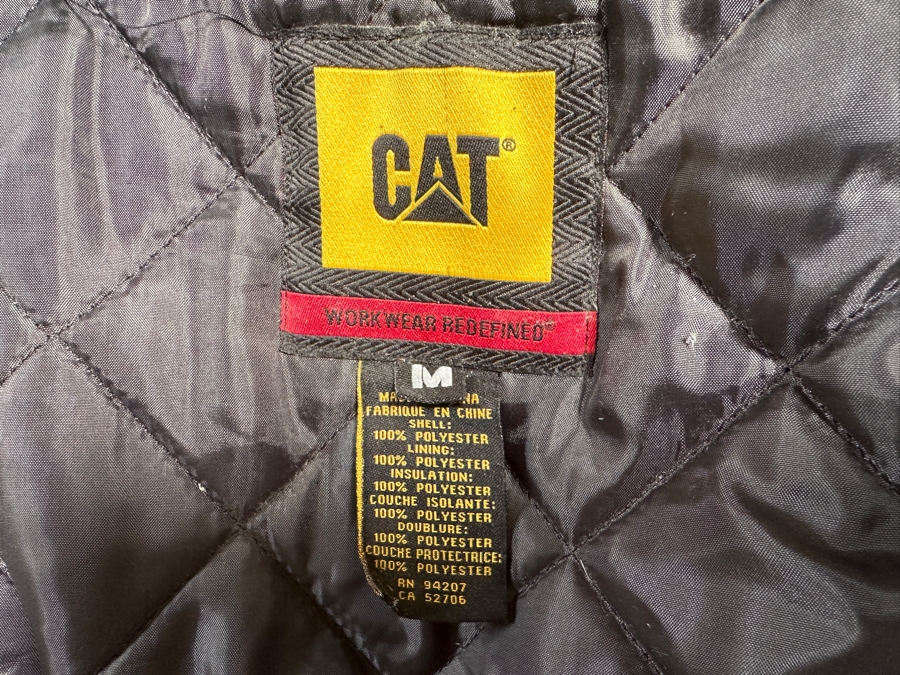 CAT®
WORKWEAR REDEFINED™
M
FABRIQUE EN CHINE
SHELL:
100% POLYESTER
LINING:
100% POLYESTER
INSULATION:
100% POLYESTER
COUCHE ISOLANTE:
100% POLYESTER
DOUBLURE:
100% POLYESTER
COUCHE PROTECTRICE:
100% POLYESTER
RN 94207
CA 52706